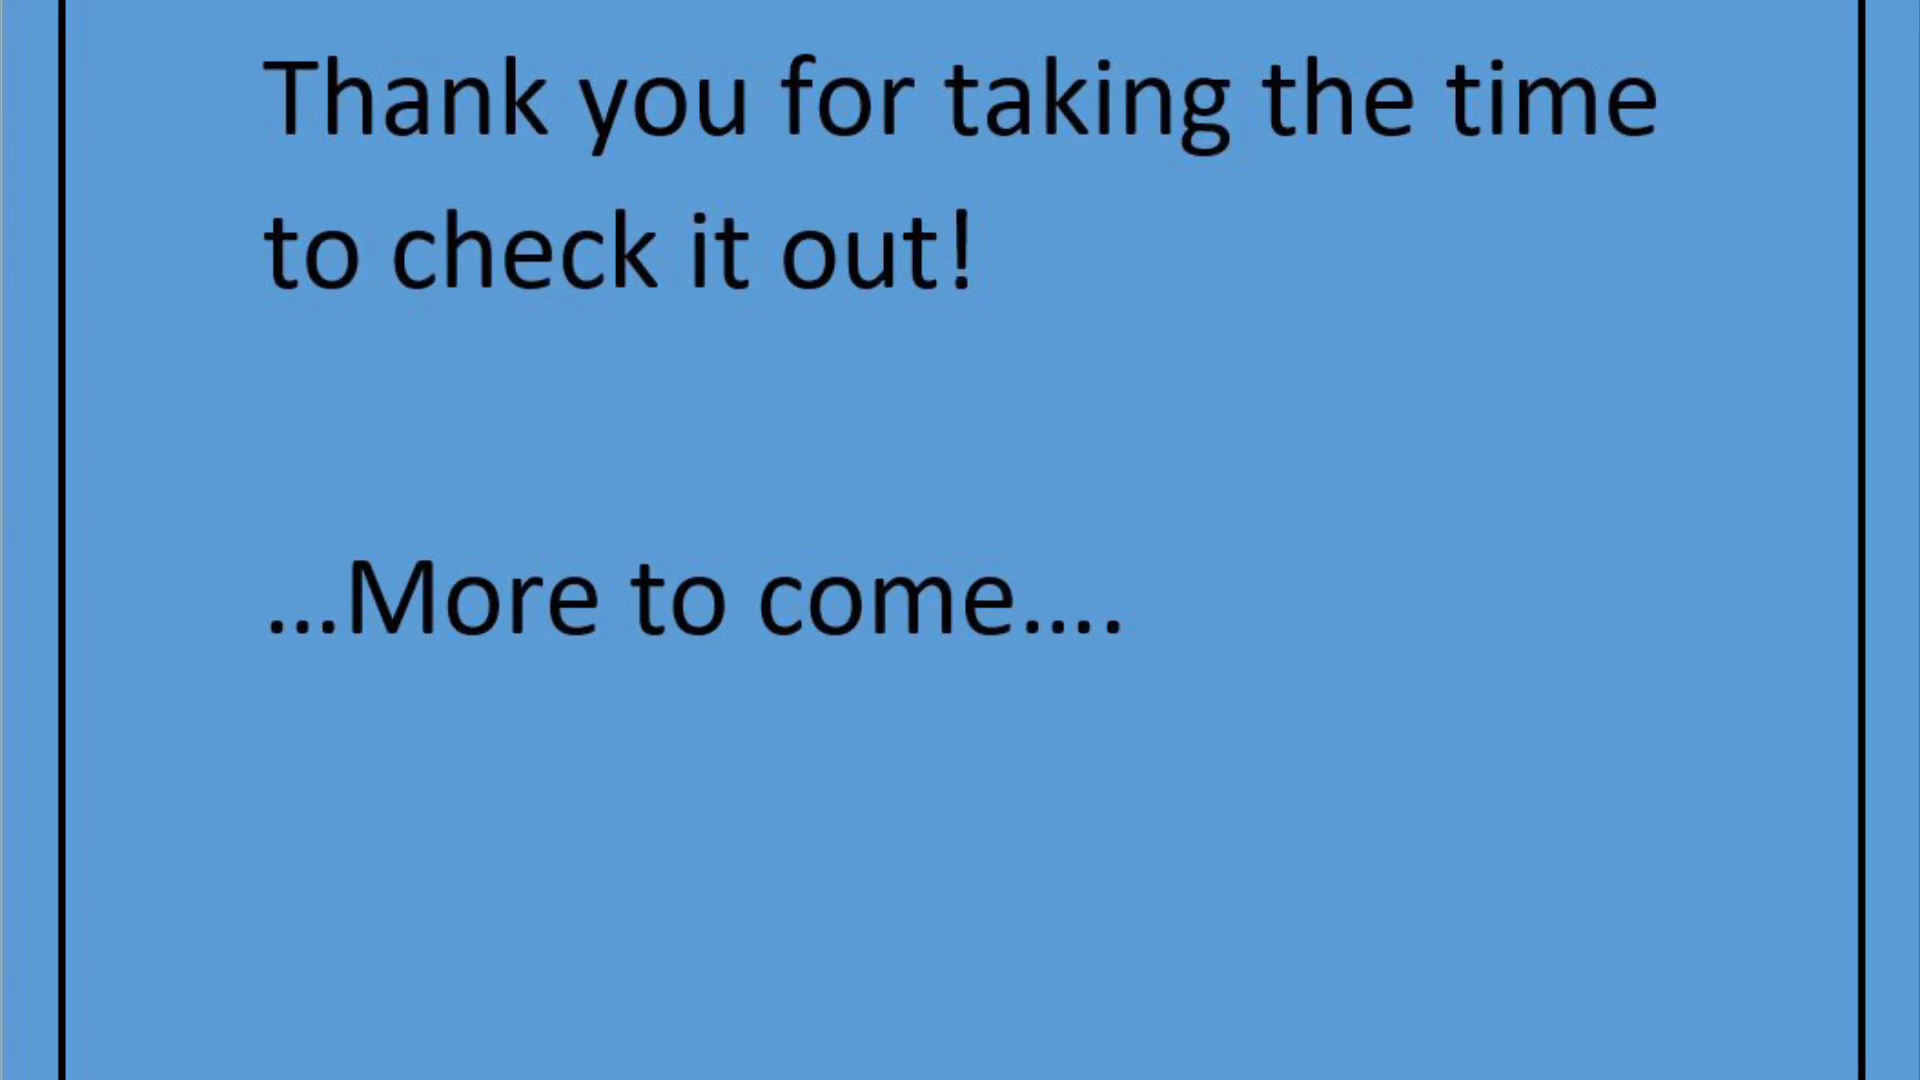 Thank you for taking the time
to check it out!
...More to come....